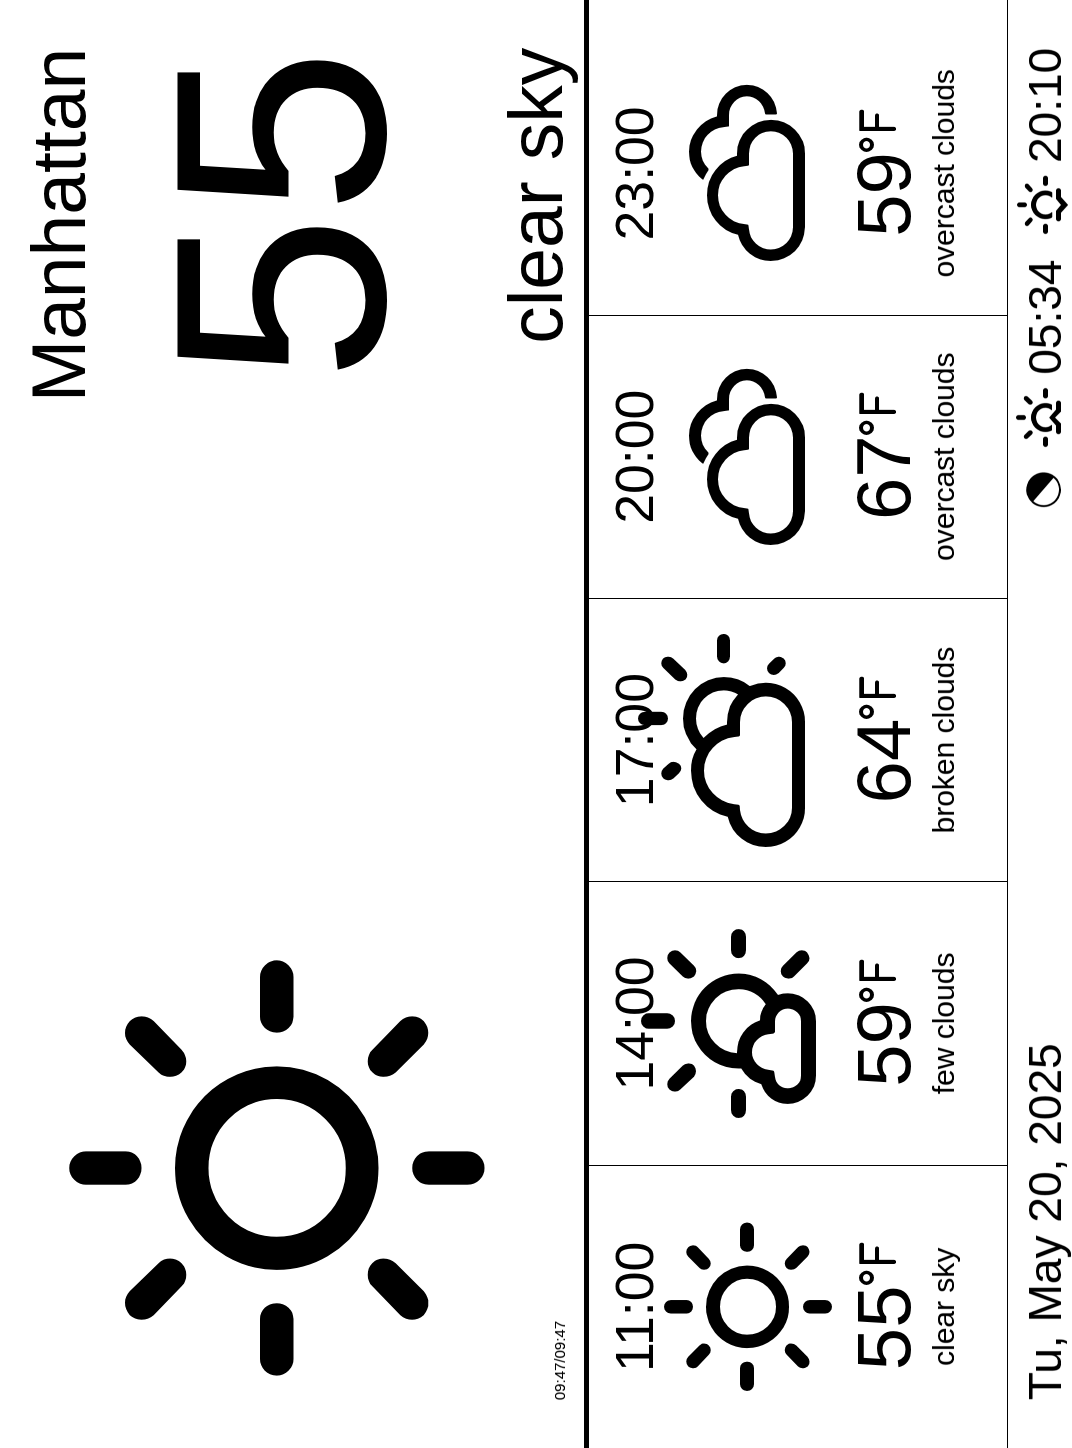 Manhattan
55
clear sky
09:47/09:47
11:00
55°F
clear sky
14:00
59°F
few clouds
17:00
64°F
broken clouds
20:00
67°F
overcast clouds
23:00
59°F
overcast clouds
Tu, May 20, 2025
05:34
20:10